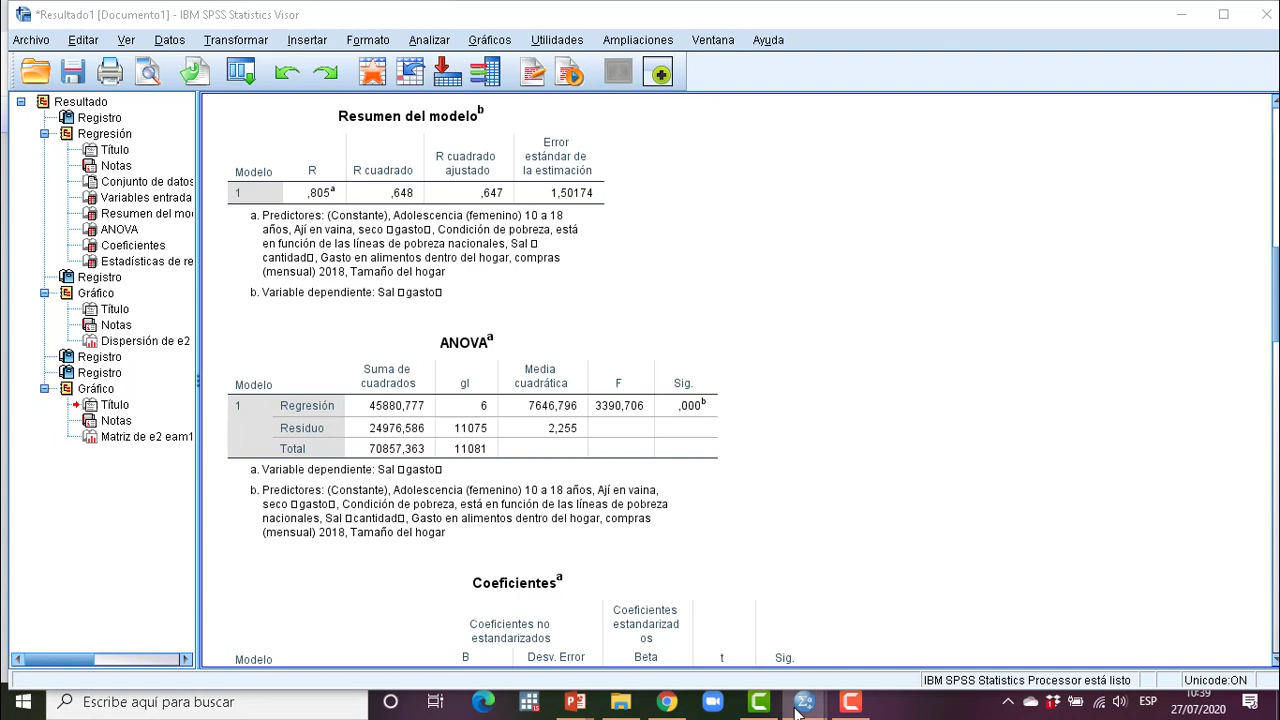 *Resultado1 [Documento1] - IBM SPSS Statistics Visor
Archivo Editar Ver Datos Transformar Insertar Formato Analizar Gráficos Utilidades Ampliaciones Ventana Ayuda
Resultado
Registro
Regresión
Título
Notas
Conjunto de datos
Variables entrada
Resumen del mo
ANOVA
Coeficientes
Estadísticas de re
Registro
Gráfico
Título
Notas
Dispersión de e2
Registro
Registro
Gráfico
Título
Notas
Matriz de e2 eam1
Resumen del modelo b
Modelo R R cuadrado R cuadrado ajustado Error estándar de la estimación
1 ,805a ,648 ,647 1,50174
a. Predictores: (Constante), Adolescencia (femenino) 10 a 18
años, Ají en vaina, seco □gasto□, Condición de pobreza, está
en función de las líneas de pobreza nacionales, Sal □
cantidad□, Gasto en alimentos dentro del hogar, compras
(mensual) 2018, Tamaño del hogar
b. Variable dependiente: Sal □gasto□
ANOVA a
Modelo Suma de cuadrados gl Media cuadrática F Sig.
1 Regresión 45880,777 6 7646,796 3390,706 ,000b
Residuo 24976,586 11075 2,255
Total 70857,363 11081
a. Variable dependiente: Sal □gasto□
b. Predictores: (Constante), Adolescencia (femenino) 10 a 18 años, Ají en vaina,
seco □gasto□, Condición de pobreza, está en función de las líneas de pobreza
nacionales, Sal □cantidad□, Gasto en alimentos dentro del hogar, compras
(mensual) 2018, Tamaño del hogar
Coeficientes a
Coeficientes no estandarizados
Coeficientes estandarizad os
Modelo B Desv. Error Beta t Sig.
IBM SPSS Statistics Processor está listo Unicode:ON
Escribe aquí para buscar
ESP
10:39
27/07/2020